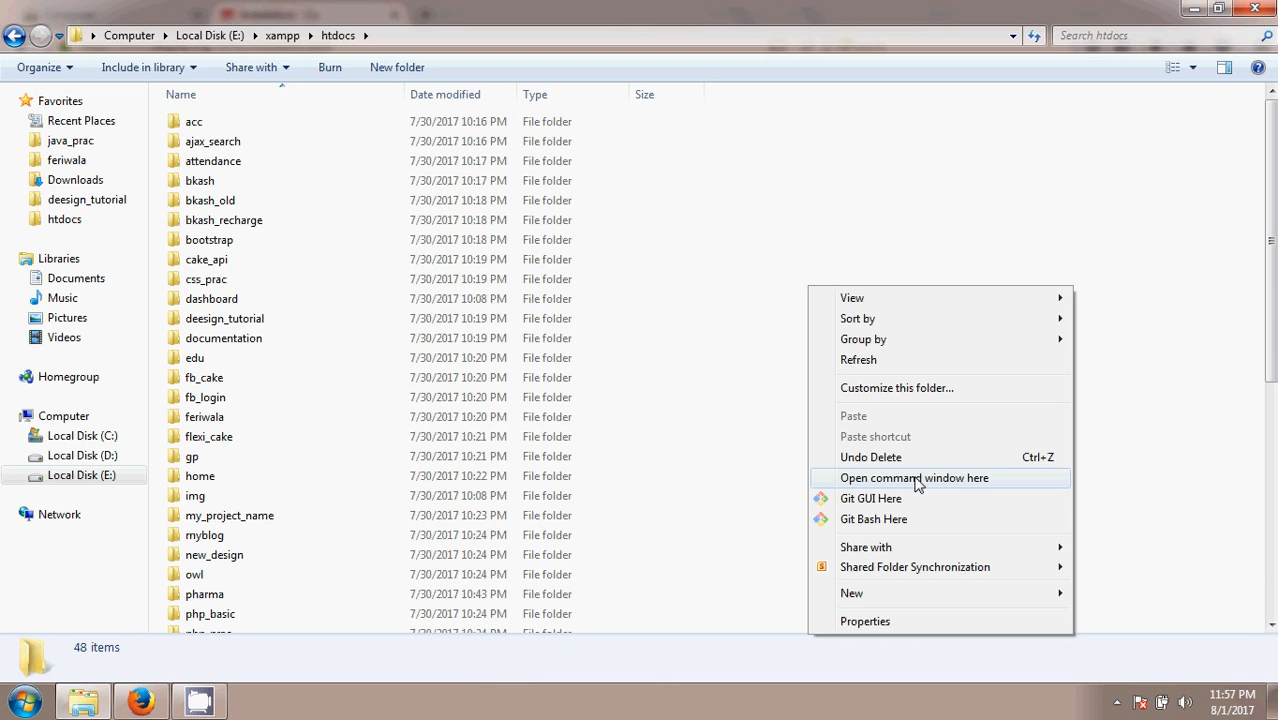 Computer Local Disk (E:) xampp htdocs Search htdocs
Organize Include in library Share with Burn New folder
Name Date modified Type Size
Favorites
Recent Places
java_prac
feriwala
Downloads
deesign_tutorial
htdocs
Libraries
Documents
Music
Pictures
Videos
Homegroup
Computer
Local Disk (C:)
Local Disk (D:)
Local Disk (E:)
Network
acc 7/30/2017 10:16 PM File folder
ajax_search 7/30/2017 10:16 PM File folder
attendance 7/30/2017 10:17 PM File folder
bkash 7/30/2017 10:17 PM File folder
bkash_old 7/30/2017 10:18 PM File folder
bkash_recharge 7/30/2017 10:18 PM File folder
bootstrap 7/30/2017 10:18 PM File folder
cake_api 7/30/2017 10:19 PM File folder
css_prac 7/30/2017 10:19 PM File folder
dashboard 7/30/2017 10:08 PM File folder
deesign_tutorial 7/30/2017 10:19 PM File folder
documentation 7/30/2017 10:19 PM File folder
edu 7/30/2017 10:20 PM File folder
fb_cake 7/30/2017 10:20 PM File folder
fb_login 7/30/2017 10:20 PM File folder
feriwala 7/30/2017 10:20 PM File folder
flexi_cake 7/30/2017 10:21 PM File folder
gp 7/30/2017 10:21 PM File folder
home 7/30/2017 10:22 PM File folder
img 7/30/2017 10:08 PM File folder
my_project_name 7/30/2017 10:23 PM File folder
myblog 7/30/2017 10:24 PM File folder
new_design 7/30/2017 10:24 PM File folder
owl 7/30/2017 10:24 PM File folder
pharma 7/30/2017 10:43 PM File folder
php_basic 7/30/2017 10:24 PM File folder
View
Sort by
Group by
Refresh
Customize this folder...
Paste
Paste shortcut
Undo Delete Ctrl+Z
Open command window here
Git GUI Here
Git Bash Here
Share with
Shared Folder Synchronization
New
Properties
48 items
11:57 PM
8/1/2017